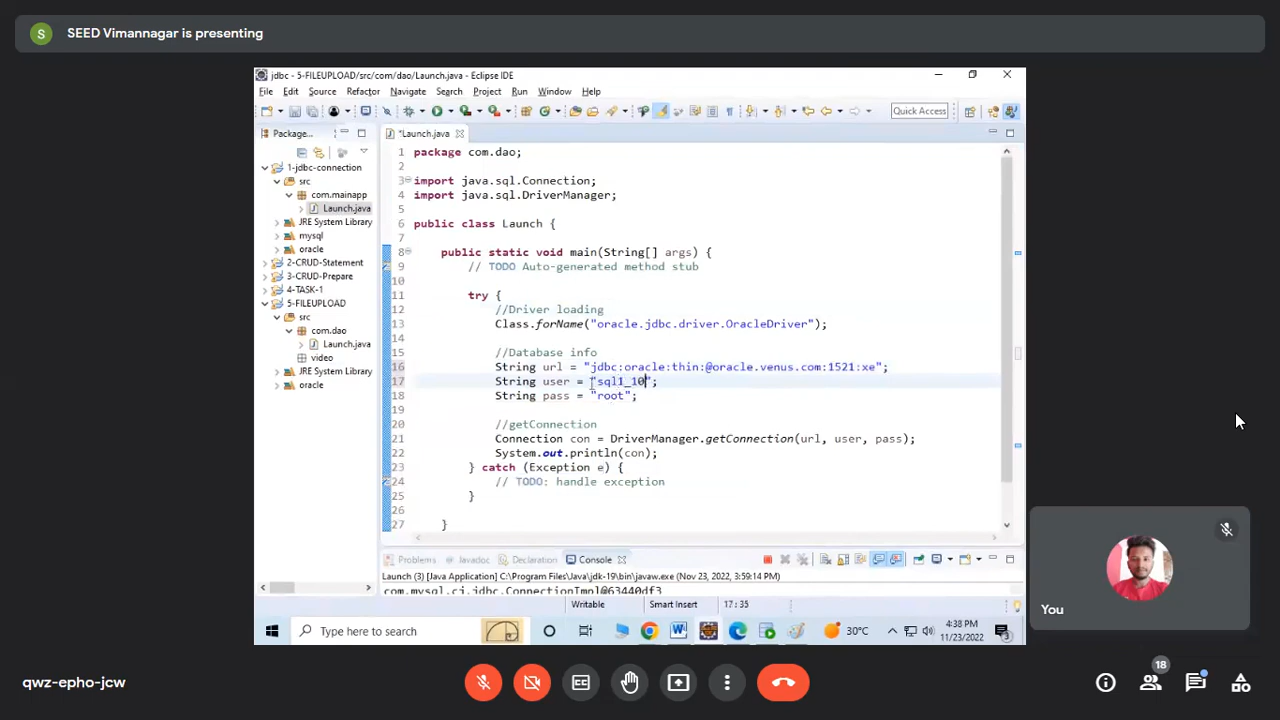 S SEED Vimannagar is presenting
jdbc - 5-FILEUPLOAD/src/com/dao/Launch.java - Eclipse IDE
File Edit Source Refactor Navigate Search Project Run Window Help
Quick Access
Package...
*Launch.java
1-jdbc-connection
src
com.mainapp
Launch.java
JRE System Library
mysql
oracle
2-CRUD-Statement
3-CRUD-Prepare
4-TASK-1
5-FILEUPLOAD
src
com.dao
Launch.java
video
JRE System Library
oracle
1 package com.dao;
2
3 import java.sql.Connection;
4 import java.sql.DriverManager;
5
6 public class Launch {
7
8 public static void main(String[] args) {
9 // TODO Auto-generated method stub
10
11 try {
12 //Driver loading
13 Class.forName("oracle.jdbc.driver.OracleDriver");
14
15 //Database info
16 String url = "jdbc:oracle:thin:@oracle.venus.com:1521:xe";
17 String user = "sql1_10";
18 String pass = "root";
19
20 //getConnection
21 Connection con = DriverManager.getConnection(url, user, pass);
22 System.out.println(con);
23 } catch (Exception e) {
24 // TODO: handle exception
25 }
26
27 }
Problems Javadoc Declaration Console
Launch (3) [Java Application] C:\Program Files\Java\jdk-19\bin\javaw.exe (Nov 23, 2022, 3:59:14 PM)
com.mysql.cj.jdbc.ConnectionImpl@63440df3
Writable Smart Insert 17 : 35
Type here to search
30°C
4:38 PM
11/23/2022
3
You
qwz-epho-jcw
18